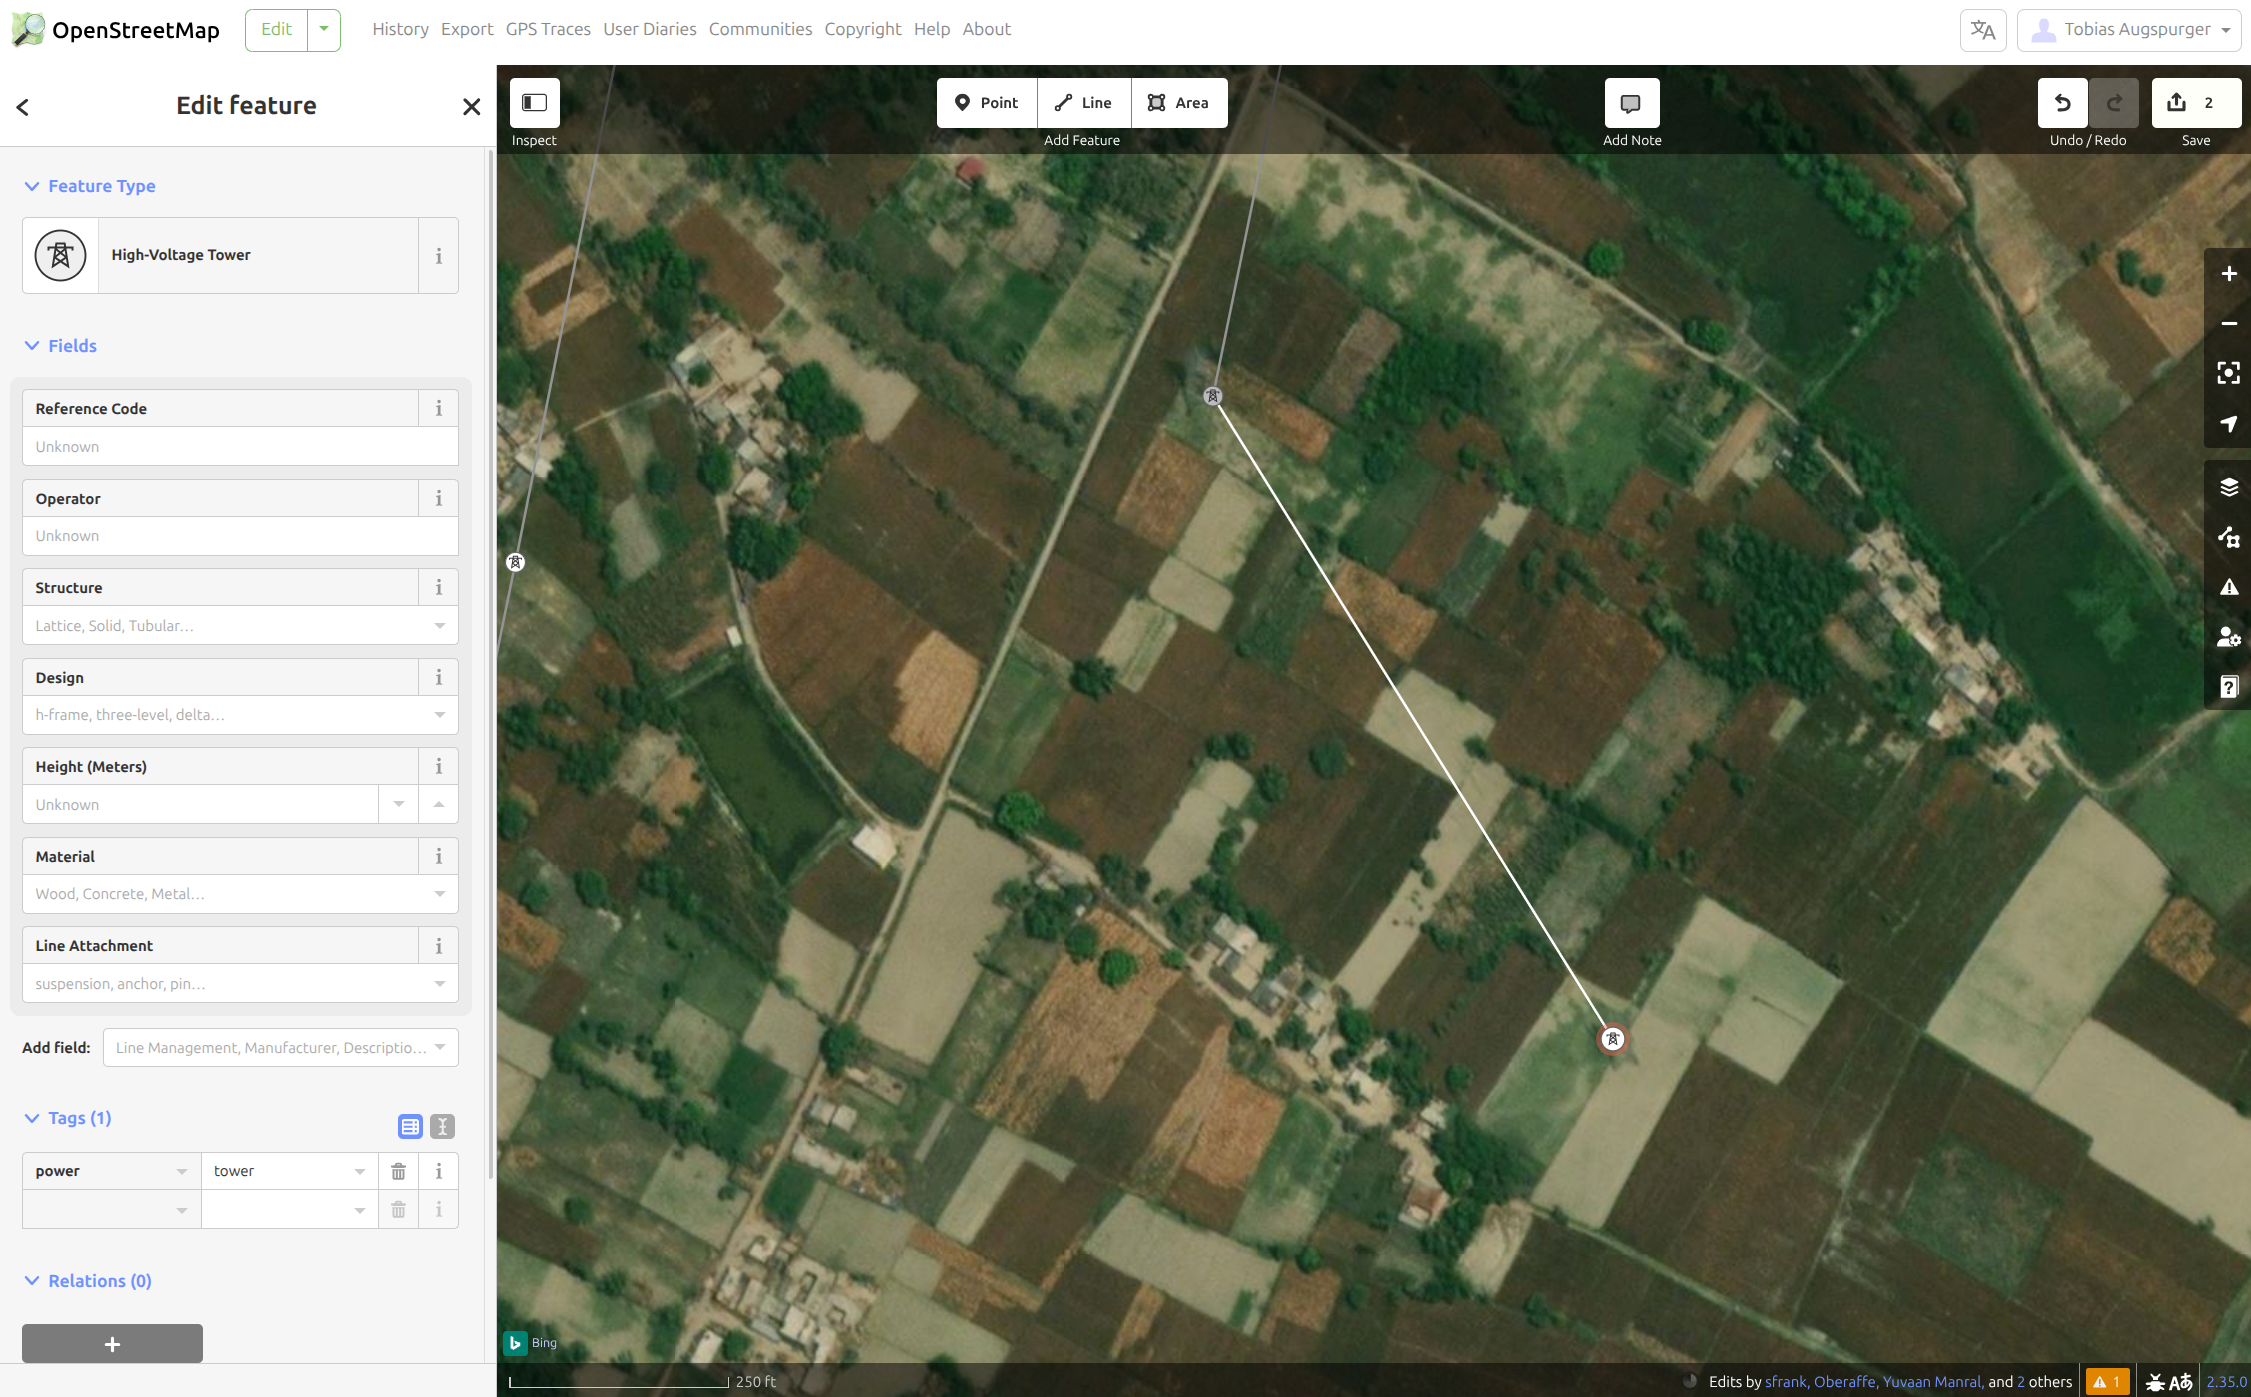 OpenStreetMap
Edit
History Export GPS Traces User Diaries Communities Copyright Help About
Tobias Augspurger
Edit feature
Inspect
Point Line Area
Add Feature
Add Note
2
Undo / Redo Save
Feature Type
High-Voltage Tower
Fields
Reference Code
Unknown
Operator
Unknown
Structure
Lattice, Solid, Tubular...
Design
h-frame, three-level, delta...
Height (Meters)
Unknown
Material
Wood, Concrete, Metal...
Line Attachment
suspension, anchor, pin...
Add field: Line Management, Manufacturer, Descriptio...
Tags (1)
power tower
Relations (0)
+
Bing
250 ft
Edits by sfrank, Oberaffe, Yuvaan Manral, and 2 others
1
2.35.0